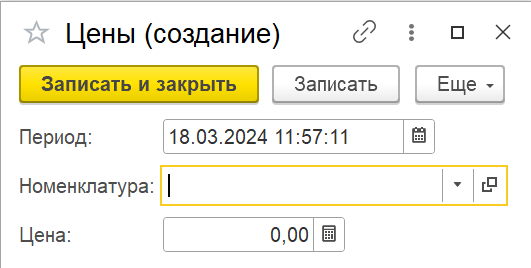 Цены (создание)
Записать и закрыть Записать Еще
Период: 18.03.2024 11:57:11
Номенклатура:
Цена: 0,00